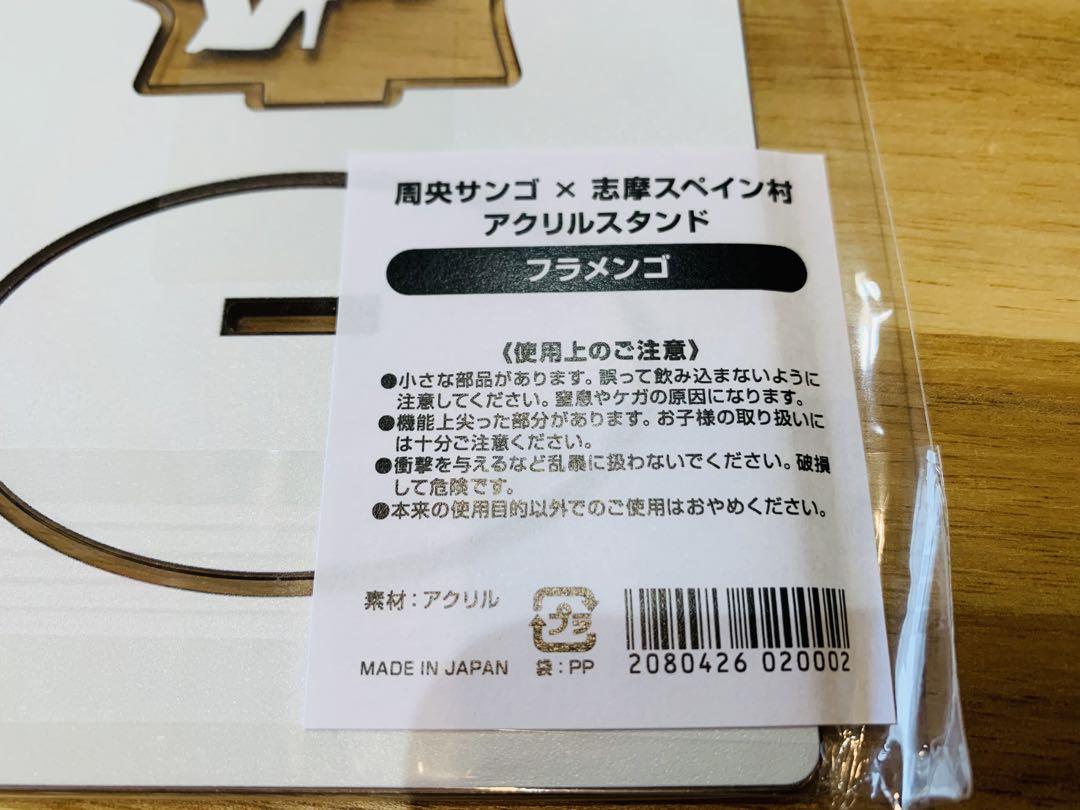 周央サンゴ × 志摩スペイン村
アクリルスタンド
フラメンゴ
《使用上のご注意》
●小さな部品があります。誤って飲み込まないように
注意してください。窒息やケガの原因になります。
●機能上尖った部分があります。お子様の取り扱いに
は十分ご注意ください。
●衝撃を与えるなど乱暴に扱わないでください。破損
して危険です。
●本来の使用目的以外でのご使用はおやめください。
素材：アクリル
プラ
MADE IN JAPAN
袋：PP
2080426 020002